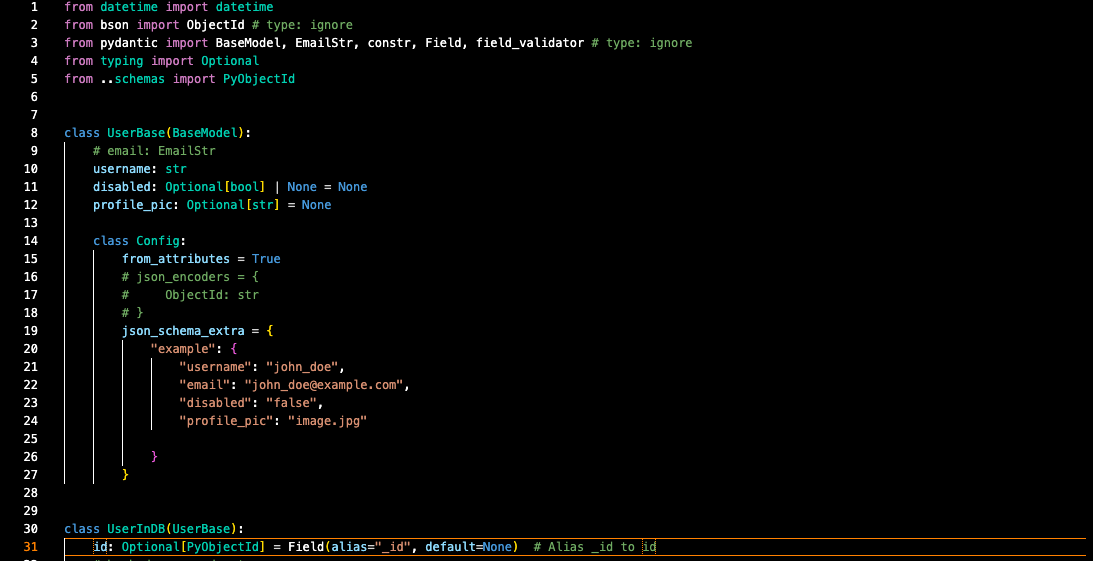 1 from datetime import datetime
2 from bson import ObjectId # type: ignore
3 from pydantic import BaseModel, EmailStr, constr, Field, field_validator # type: ignore
4 from typing import Optional
5 from ..schemas import PyObjectId
6
7
8 class UserBase(BaseModel):
9     # email: EmailStr
10     username: str
11     disabled: Optional[bool] | None = None
12     profile_pic: Optional[str] = None
13
14     class Config:
15         from_attributes = True
16         # json_encoders = {
17         #     ObjectId: str
18         # }
19         json_schema_extra = {
20             "example": {
21                 "username": "john_doe",
22                 "email": "john_doe@example.com",
23                 "disabled": "false",
24                 "profile_pic": "image.jpg"
25
26             }
27         }
28
29
30 class UserInDB(UserBase):
31     id: Optional[PyObjectId] = Field(alias="_id", default=None)  # Alias _id to id